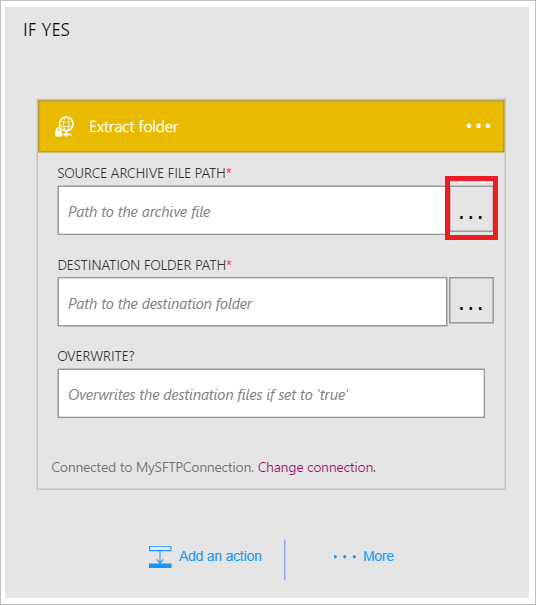 IF YES
Extract folder
SOURCE ARCHIVE FILE PATH*
Path to the archive file
...
DESTINATION FOLDER PATH*
Path to the destination folder
...
OVERWRITE?
Overwrites the destination files if set to 'true'
Connected to MySFTPConnection. Change connection.
Add an action
More